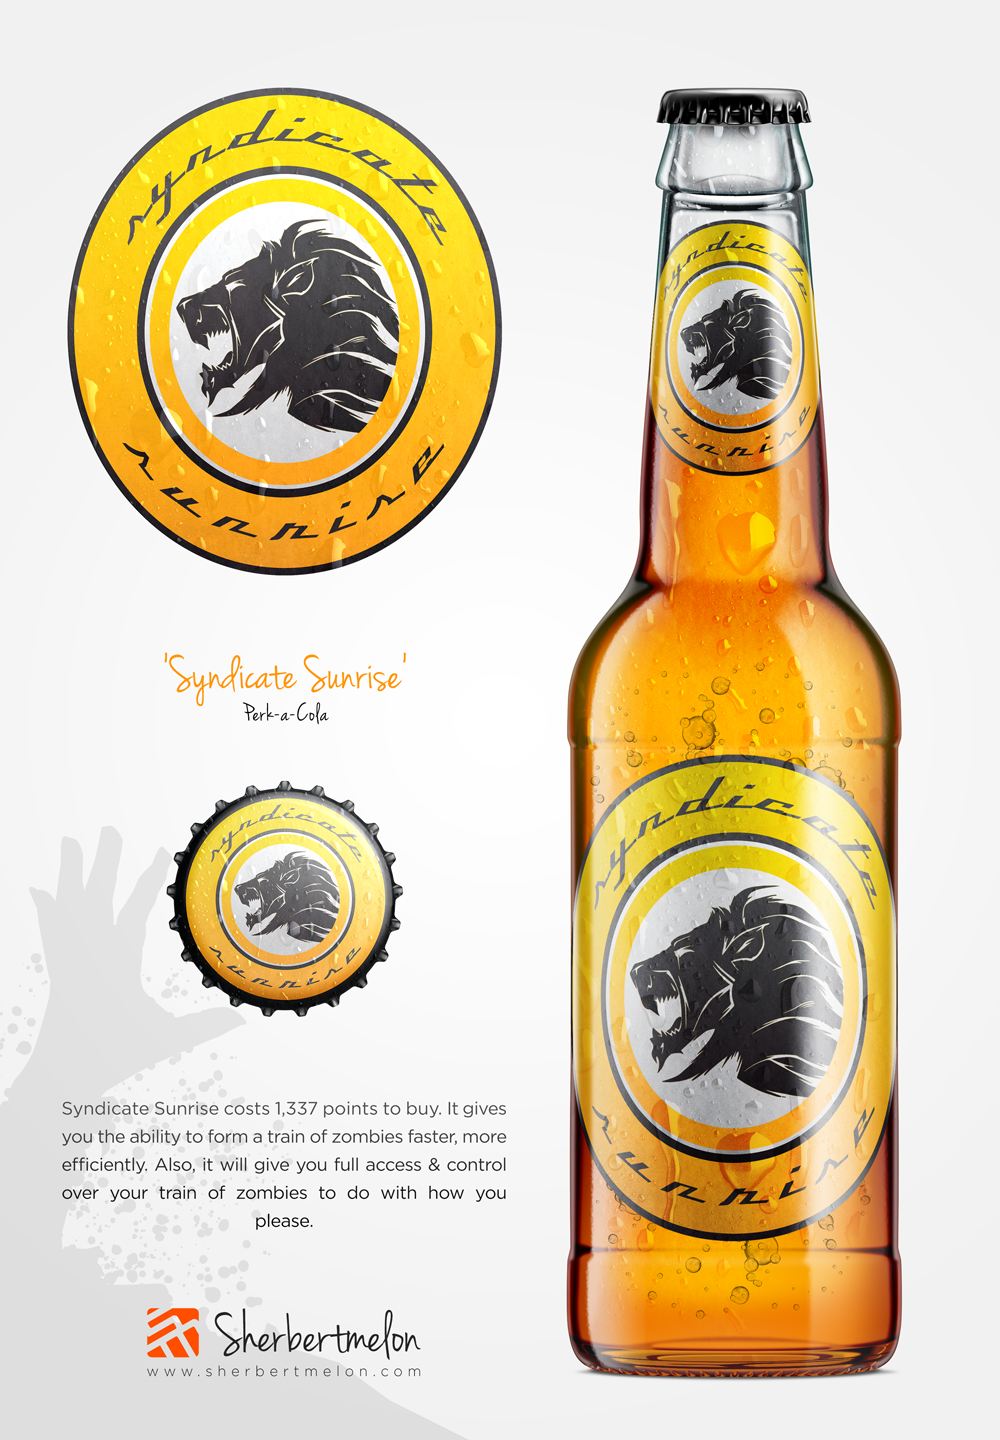 syndicate
sunrise
syndicate
sunrise
'Syndicate Sunrise'
Perk-a-Cola
syndicate
sunrise
syndicate
sunrise
Syndicate Sunrise costs 1,337 points to buy. It gives
you the ability to form a train of zombies faster, more
efficiently. Also, it will give you full access & control
over your train of zombies to do with how you
please.
Sherbertmelon
www.sherbertmelon.com